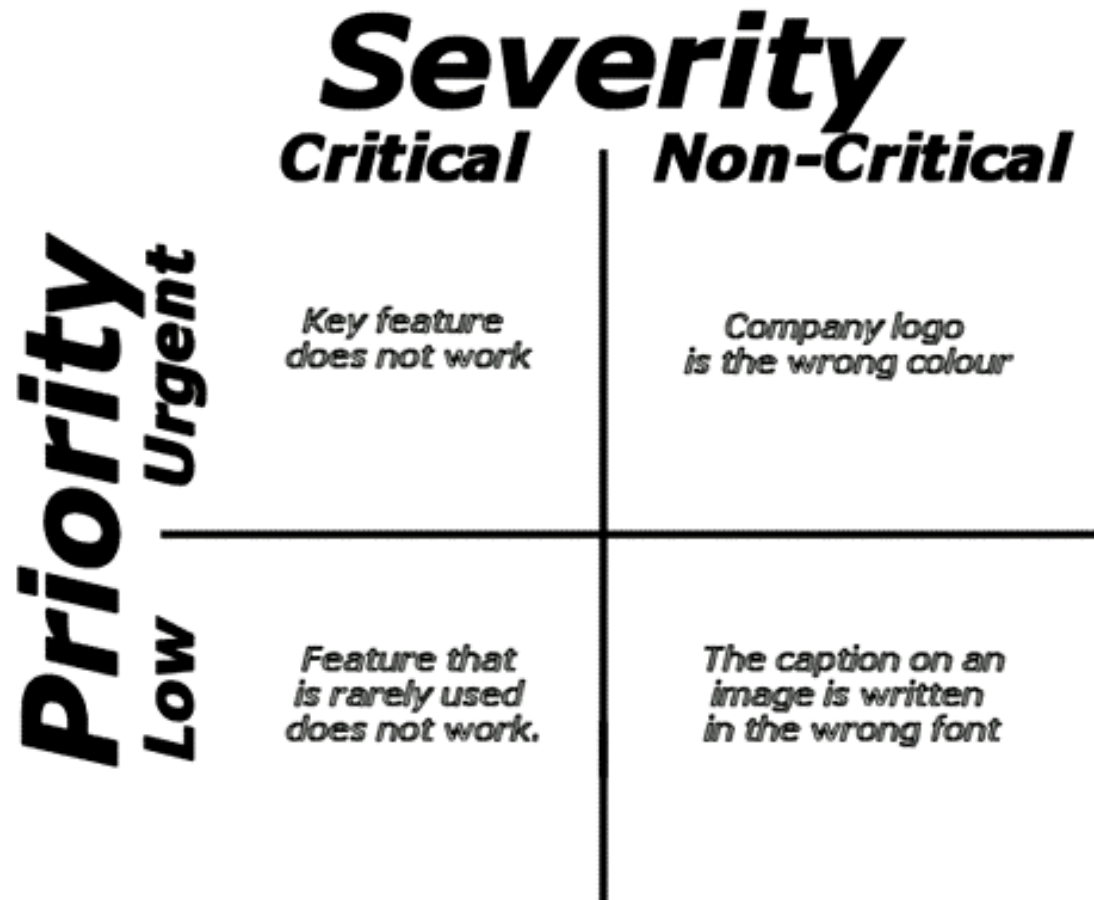 Severity
Critical
Non-Critical
Priority
Urgent
Key feature
does not work
Company logo
is the wrong colour
Low
Feature that
is rarely used
does not work.
The caption on an
image is written
in the wrong font